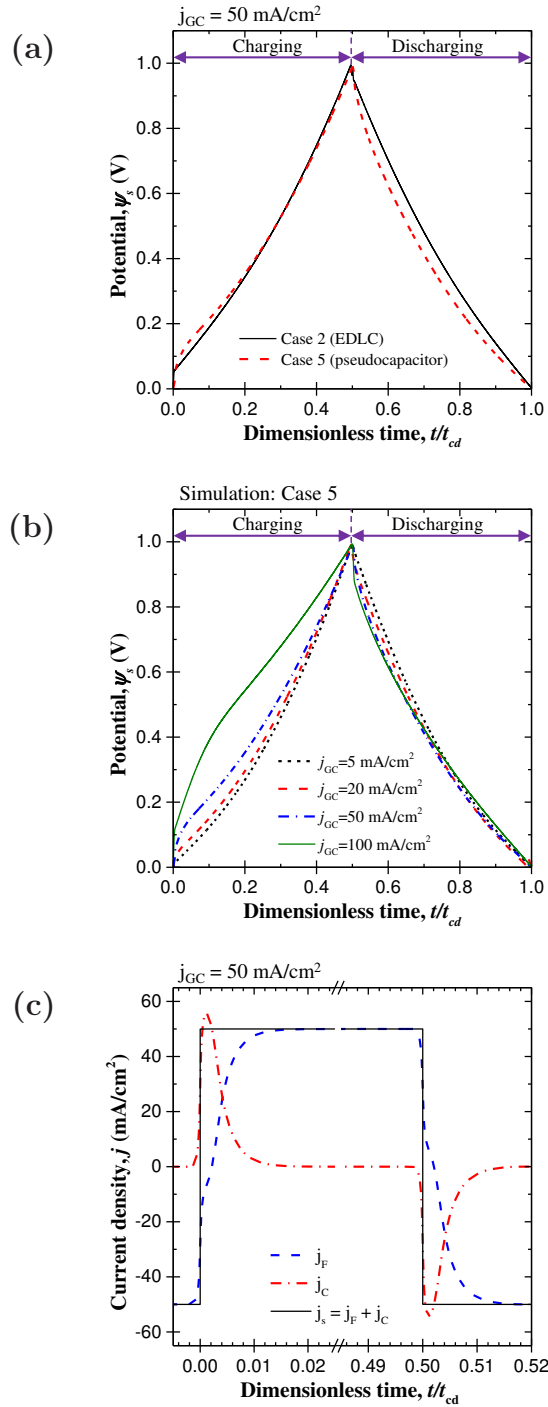 (a)
j_GC = 50 mA/cm²
Charging
Discharging
1.0
0.8
0.6
0.4
0.2
0.0
Potential, ψ_s (V)
Case 2 (EDLC)
Case 5 (pseudocapacitor)
0.0 0.2 0.4 0.6 0.8 1.0
Dimensionless time, t/t_cd
(b)
Simulation: Case 5
Charging
Discharging
1.0
0.8
0.6
0.4
0.2
0.0
Potential, ψ_s (V)
j_GC=5 mA/cm²
j_GC=20 mA/cm²
j_GC=50 mA/cm²
j_GC=100 mA/cm²
0.0 0.2 0.4 0.6 0.8 1.0
Dimensionless time, t/t_cd
(c)
j_GC = 50 mA/cm²
60
40
20
0
-20
-40
-60
Current density, j (mA/cm²)
j_F
j_C
j_s = j_F + j_C
0.00 0.01 0.02 0.49 0.50 0.51 0.52
Dimensionless time, t/t_cd